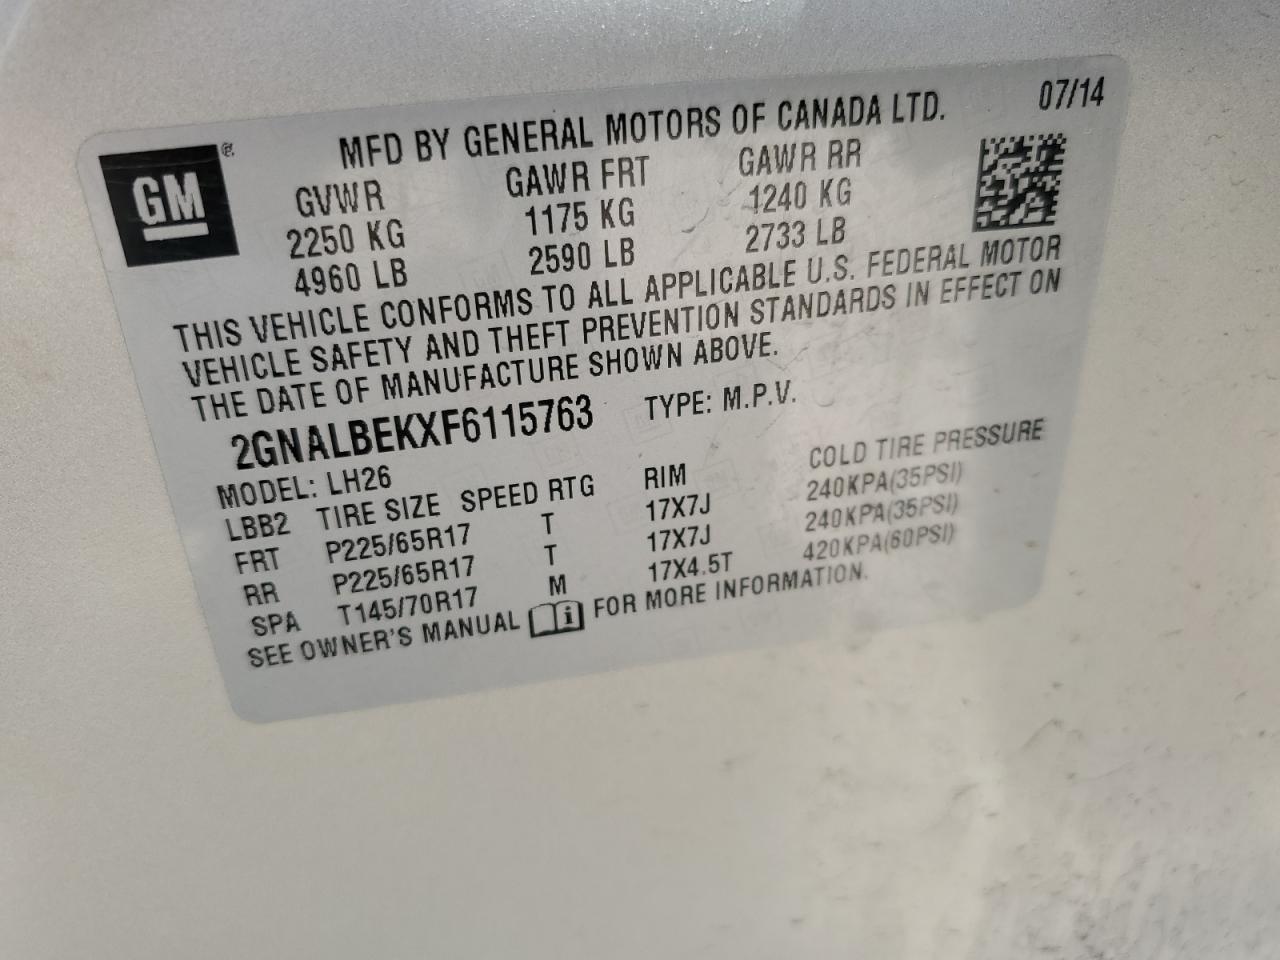 MFD BY GENERAL MOTORS OF CANADA LTD. 07/14
GM®
GVWR GAWR FRT GAWR RR
2250 KG 1175 KG 1240 KG
4960 LB 2590 LB 2733 LB
THIS VEHICLE CONFORMS TO ALL APPLICABLE U.S. FEDERAL MOTOR
VEHICLE SAFETY AND THEFT PREVENTION STANDARDS IN EFFECT ON
THE DATE OF MANUFACTURE SHOWN ABOVE.
2GNALBEKXF6115763 TYPE: M.P.V.
MODEL: LH26
LBB2 TIRE SIZE SPEED RTG RIM COLD TIRE PRESSURE
FRT P225/65R17 T 17X7J 240KPA(35PSI)
RR P225/65R17 T 17X7J 240KPA(35PSI)
SPA T145/70R17 M 17X4.5T 420KPA(60PSI)
SEE OWNER'S MANUAL i FOR MORE INFORMATION.